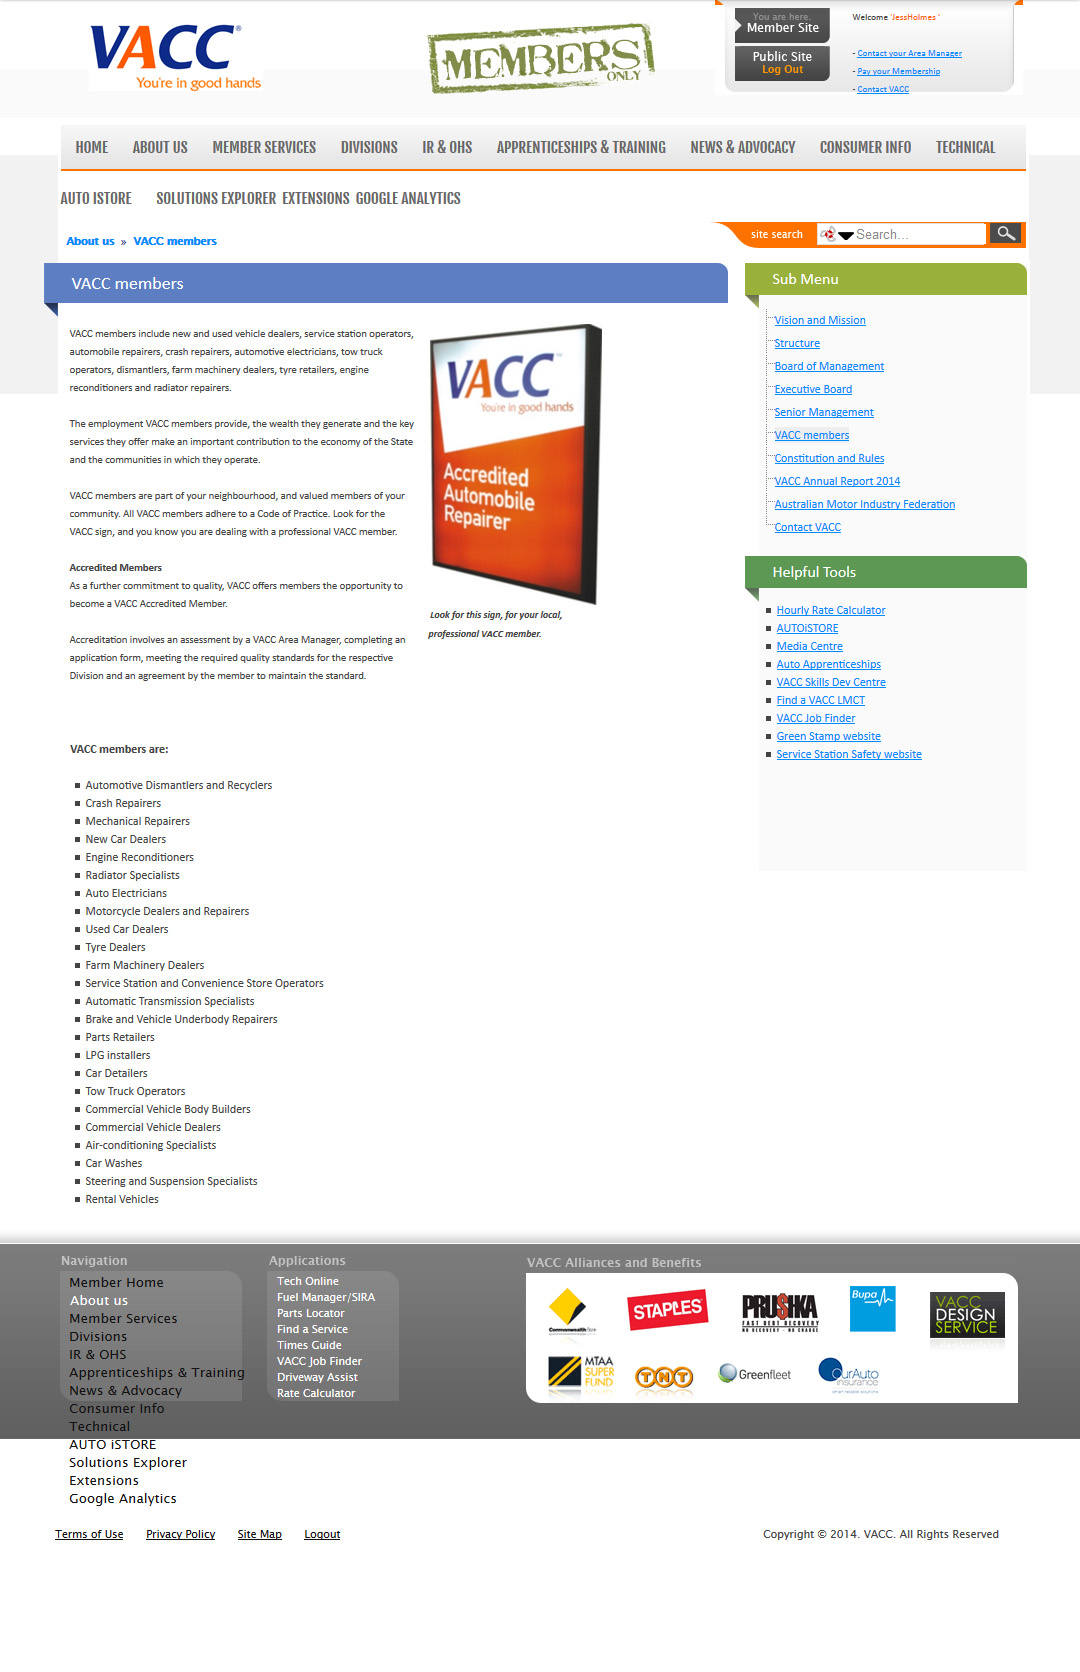 VACC
You're in good hands
MEMBERS
ONLY
You are here.
Member Site
Public Site
Log Out
Welcome 'JessHolmes '
- Contact your Area Manager
- Pay your Membership
- Contact VACC
HOME ABOUT US MEMBER SERVICES DIVISIONS IR & OHS APPRENTICESHIPS & TRAINING NEWS & ADVOCACY CONSUMER INFO TECHNICAL
AUTO ISTORE SOLUTIONS EXPLORER EXTENSIONS GOOGLE ANALYTICS
About us » VACC members
site search Search...
VACC members
VACC members include new and used vehicle dealers, service station operators,
automobile repairers, crash repairers, automotive electricians, tow truck
operators, dismantlers, farm machinery dealers, tyre retailers, engine
reconditioners and radiator repairers.
The employment VACC members provide, the wealth they generate and the key
services they offer make an important contribution to the economy of the State
and the communities in which they operate.
VACC members are part of your neighbourhood, and valued members of your
community. All VACC members adhere to a Code of Practice. Look for the
VACC sign, and you know you are dealing with a professional VACC member.
Accredited Members
As a further commitment to quality, VACC offers members the opportunity to
become a VACC Accredited Member.
Accreditation involves an assessment by a VACC Area Manager, completing an
application form, meeting the required quality standards for the respective
Division and an agreement by the member to maintain the standard.
VACC
You're in good hands
Accredited
Automobile
Repairer
Look for this sign, for your local,
professional VACC member.
VACC members are:
Automotive Dismantlers and Recyclers
Crash Repairers
Mechanical Repairers
New Car Dealers
Engine Reconditioners
Radiator Specialists
Auto Electricians
Motorcycle Dealers and Repairers
Used Car Dealers
Tyre Dealers
Farm Machinery Dealers
Service Station and Convenience Store Operators
Automatic Transmission Specialists
Brake and Vehicle Underbody Repairers
Parts Retailers
LPG installers
Car Detailers
Tow Truck Operators
Commercial Vehicle Body Builders
Commercial Vehicle Dealers
Air-conditioning Specialists
Car Washes
Steering and Suspension Specialists
Rental Vehicles
Sub Menu
Vision and Mission
Structure
Board of Management
Executive Board
Senior Management
VACC members
Constitution and Rules
VACC Annual Report 2014
Australian Motor Industry Federation
Contact VACC
Helpful Tools
Hourly Rate Calculator
AUTOiSTORE
Media Centre
Auto Apprenticeships
VACC Skills Dev Centre
Find a VACC LMCT
VACC Job Finder
Green Stamp website
Service Station Safety website
Navigation
Member Home
About us
Member Services
Divisions
IR & OHS
Apprenticeships & Training
News & Advocacy
Consumer Info
Technical
AUTO iSTORE
Solutions Explorer
Extensions
Google Analytics
Applications
Tech Online
Fuel Manager/SIRA
Parts Locator
Find a Service
Times Guide
VACC Job Finder
Driveway Assist
Rate Calculator
VACC Alliances and Benefits
CommonwealthBank
STAPLES
PRUSHKA
FAST DEBT RECOVERY
NO RECOVERY - NO CHARGE
Bupa
VACC
DESIGN
SERVICE
MTAA
SUPER
FUND
TNT
Greenfleet
OurAuto
insurance
Terms of Use Privacy Policy Site Map Logout
Copyright © 2014. VACC. All Rights Reserved